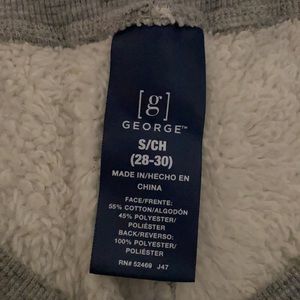 [g]
GEORGE™
S/CH
(28-30)
MADE IN/HECHO EN
CHINA
FACE/FRENTE:
55% COTTON/ALGODÓN
45% POLYESTER/
POLIÉSTER
BACK/REVERSO:
100% POLYESTER/
POLIÉSTER
RN# 52469 J47